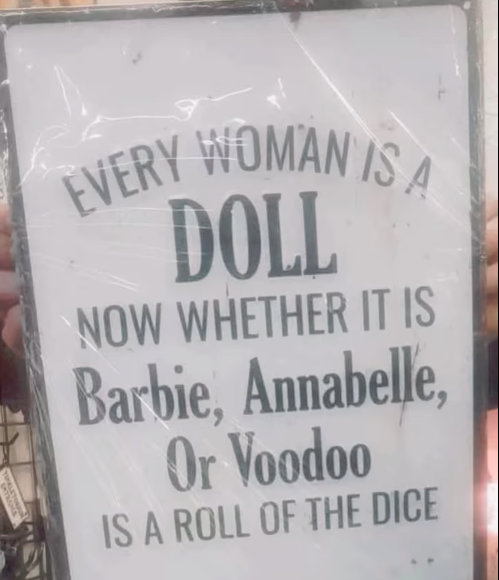 EVERY WOMAN IS A
DOLL
NOW WHETHER IT IS
Barbie, Annabelle,
Or Voodoo
IS A ROLL OF THE DICE